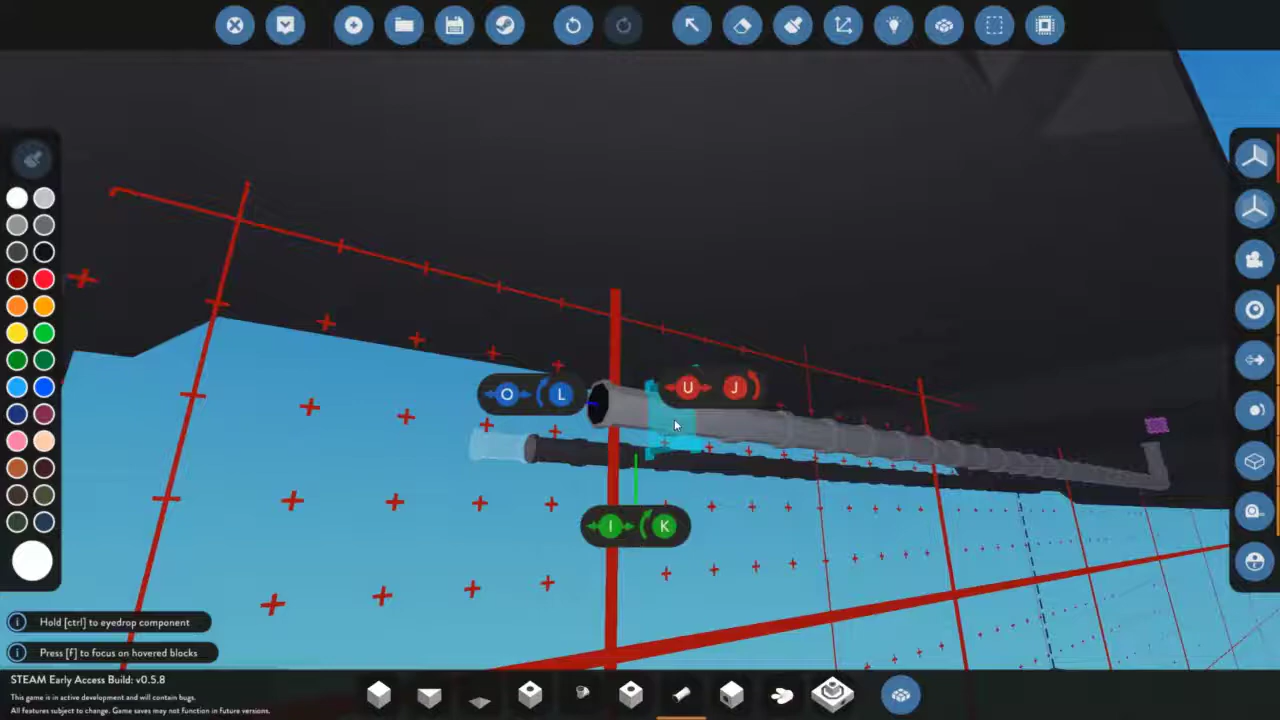 O L
U J
I K
Hold [ctrl] to eyedrop component
Press [f] to focus on hovered blocks
STEAM Early Access Build: v0.5.8
This game is in active development and will contain bugs.
All features subject to change. Game saves may not function in future versions.